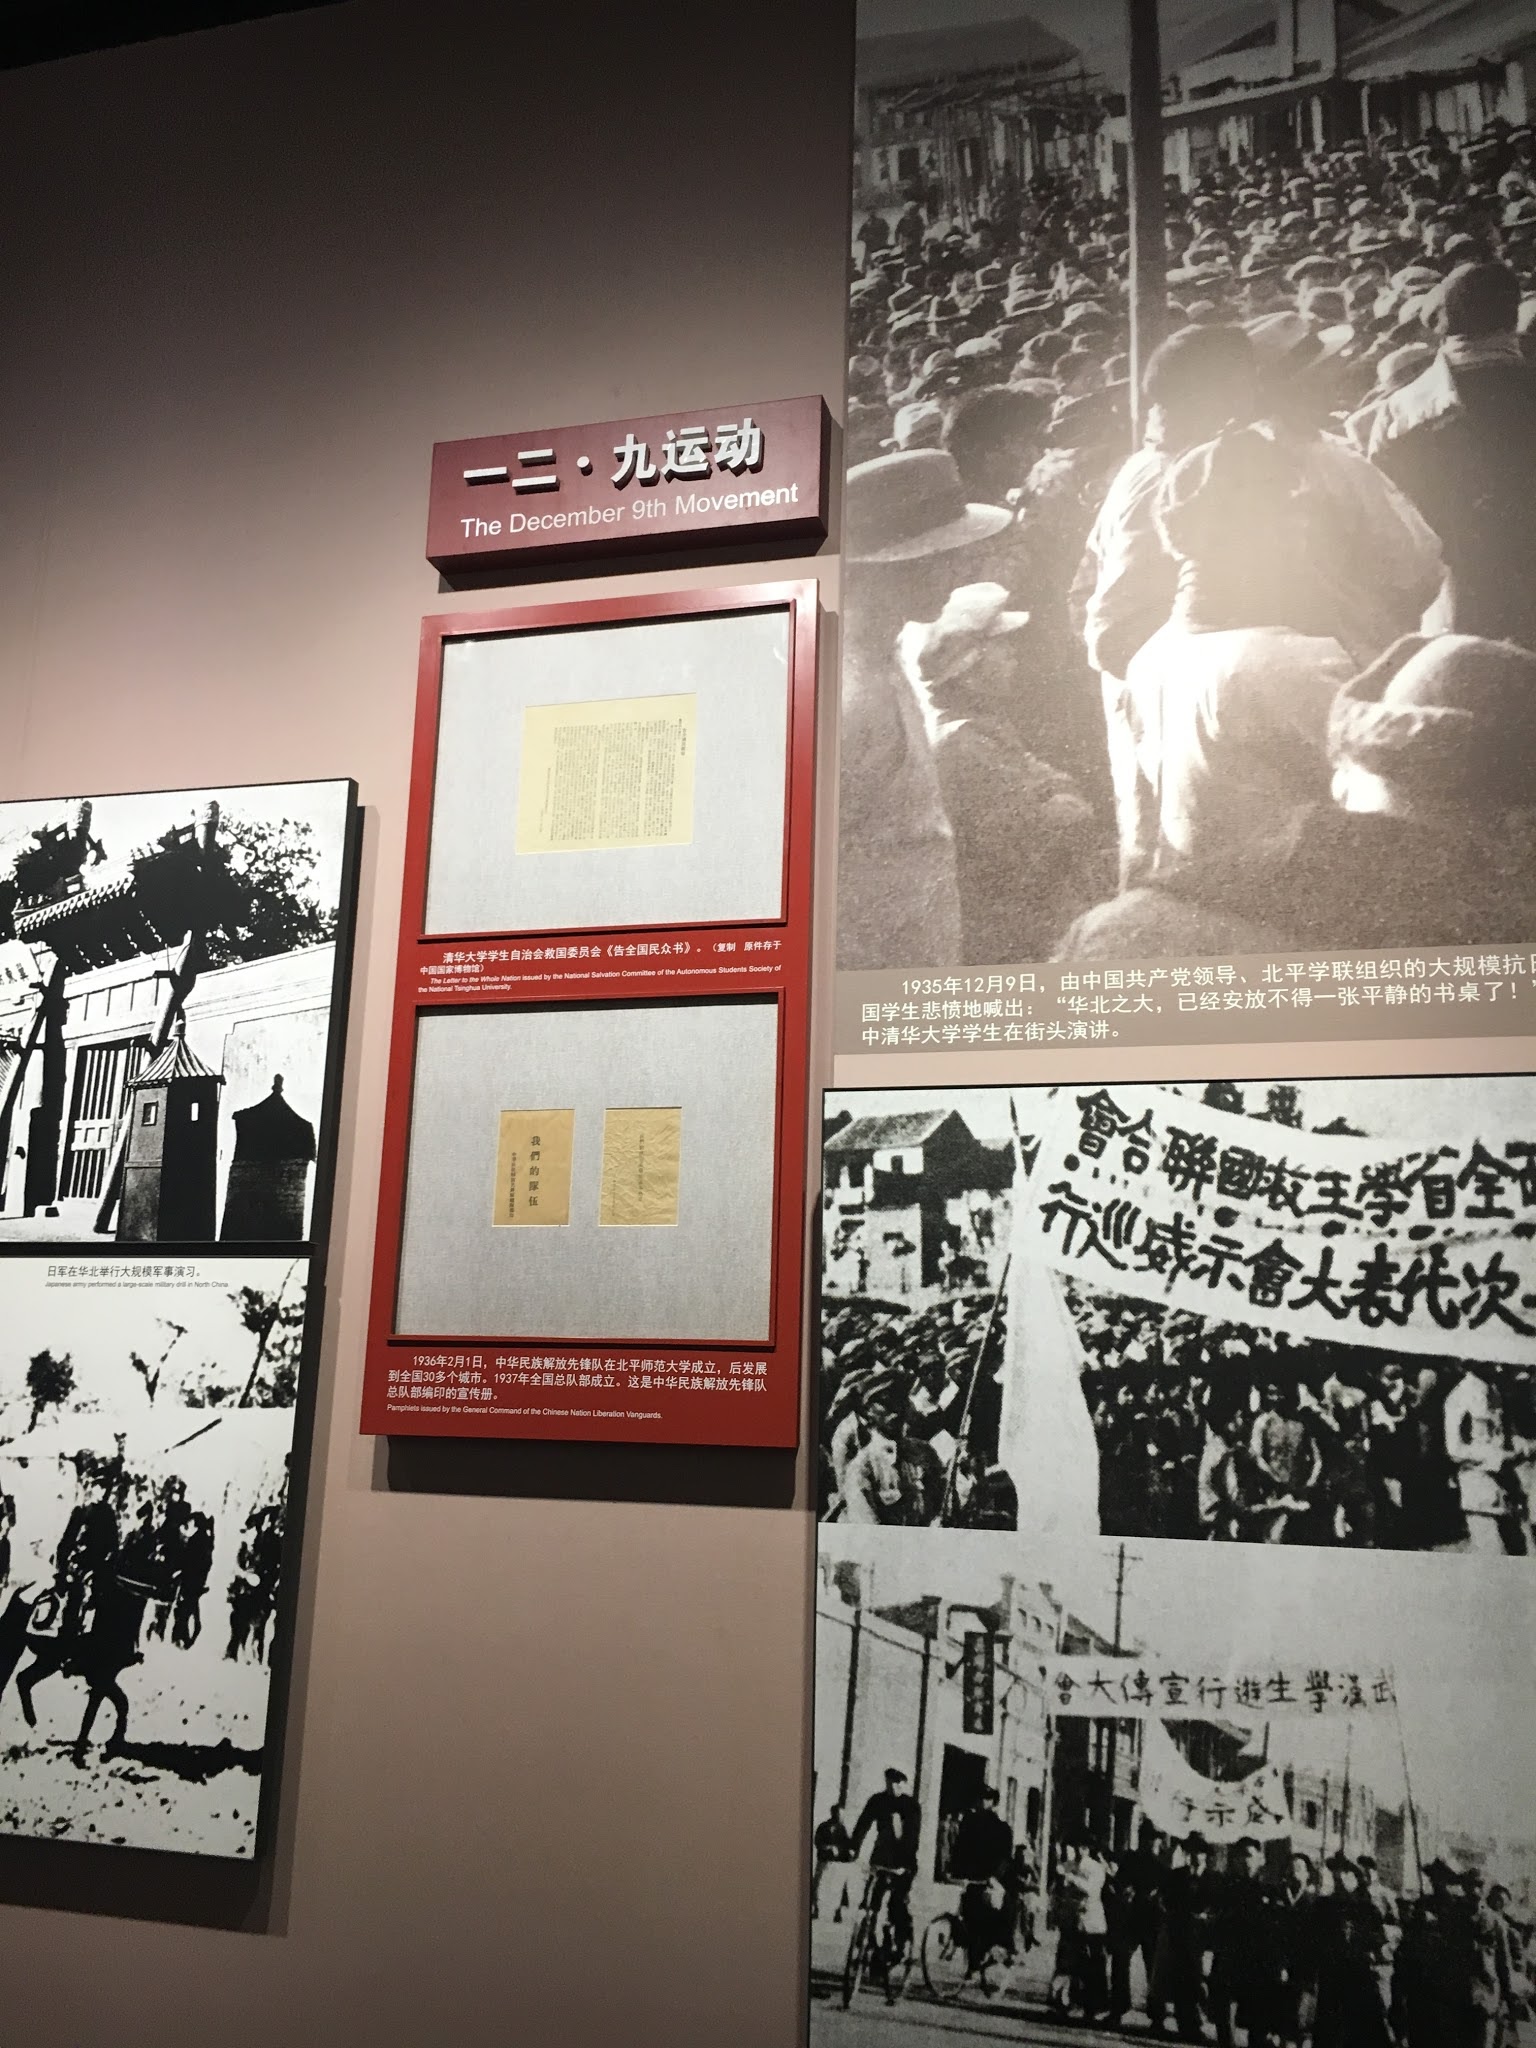 一二·九运动
The December 9th Movement
清华大学学生自治会救国委员会《告全国民众书》。（复制 原件存于
中国国家博物馆）
The Letter to the Whole Nation issued by the National Salvation Committee of the Autonomous Students Society of
the National Tsinghua University.
我們的隊伍
1936年2月1日，中华民族解放先锋队在北平师范大学成立，后发展
到全国30多个城市。1937年全国总队部成立。这是中华民族解放先锋队
总队部编印的宣传册。
Pamphlets issued by the General Command of the Chinese Nation Liberation Vanguards.
日军在华北举行大规模军事演习。
Japanese army performed a large-scale military drill in North China
1935年12月9日，由中国共产党领导、北平学联组织的大规模抗日
国学生悲愤地喊出：“华北之大，已经安放不得一张平静的书桌了！”
中清华大学学生在街头演讲。
會合聯國救生學省全
行巡威示會大表代次
會大傳宣行遊生學漢武
行示威